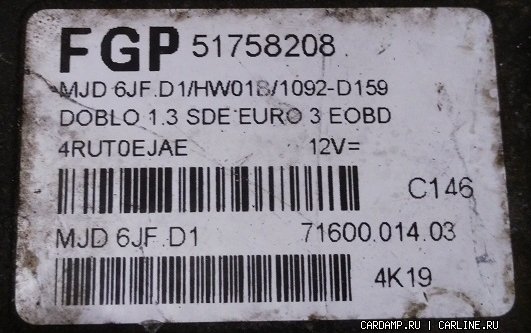 FGP 51758208
MJD 6JF.D1/HW01B/1092-D159
DOBLO 1.3 SDE EURO 3 EOBD
4RUT0EJAE 12V=
C146
MJD 6JF.D1 71600.014.03
4K19
CARDAMP.RU | CARLINE.RU